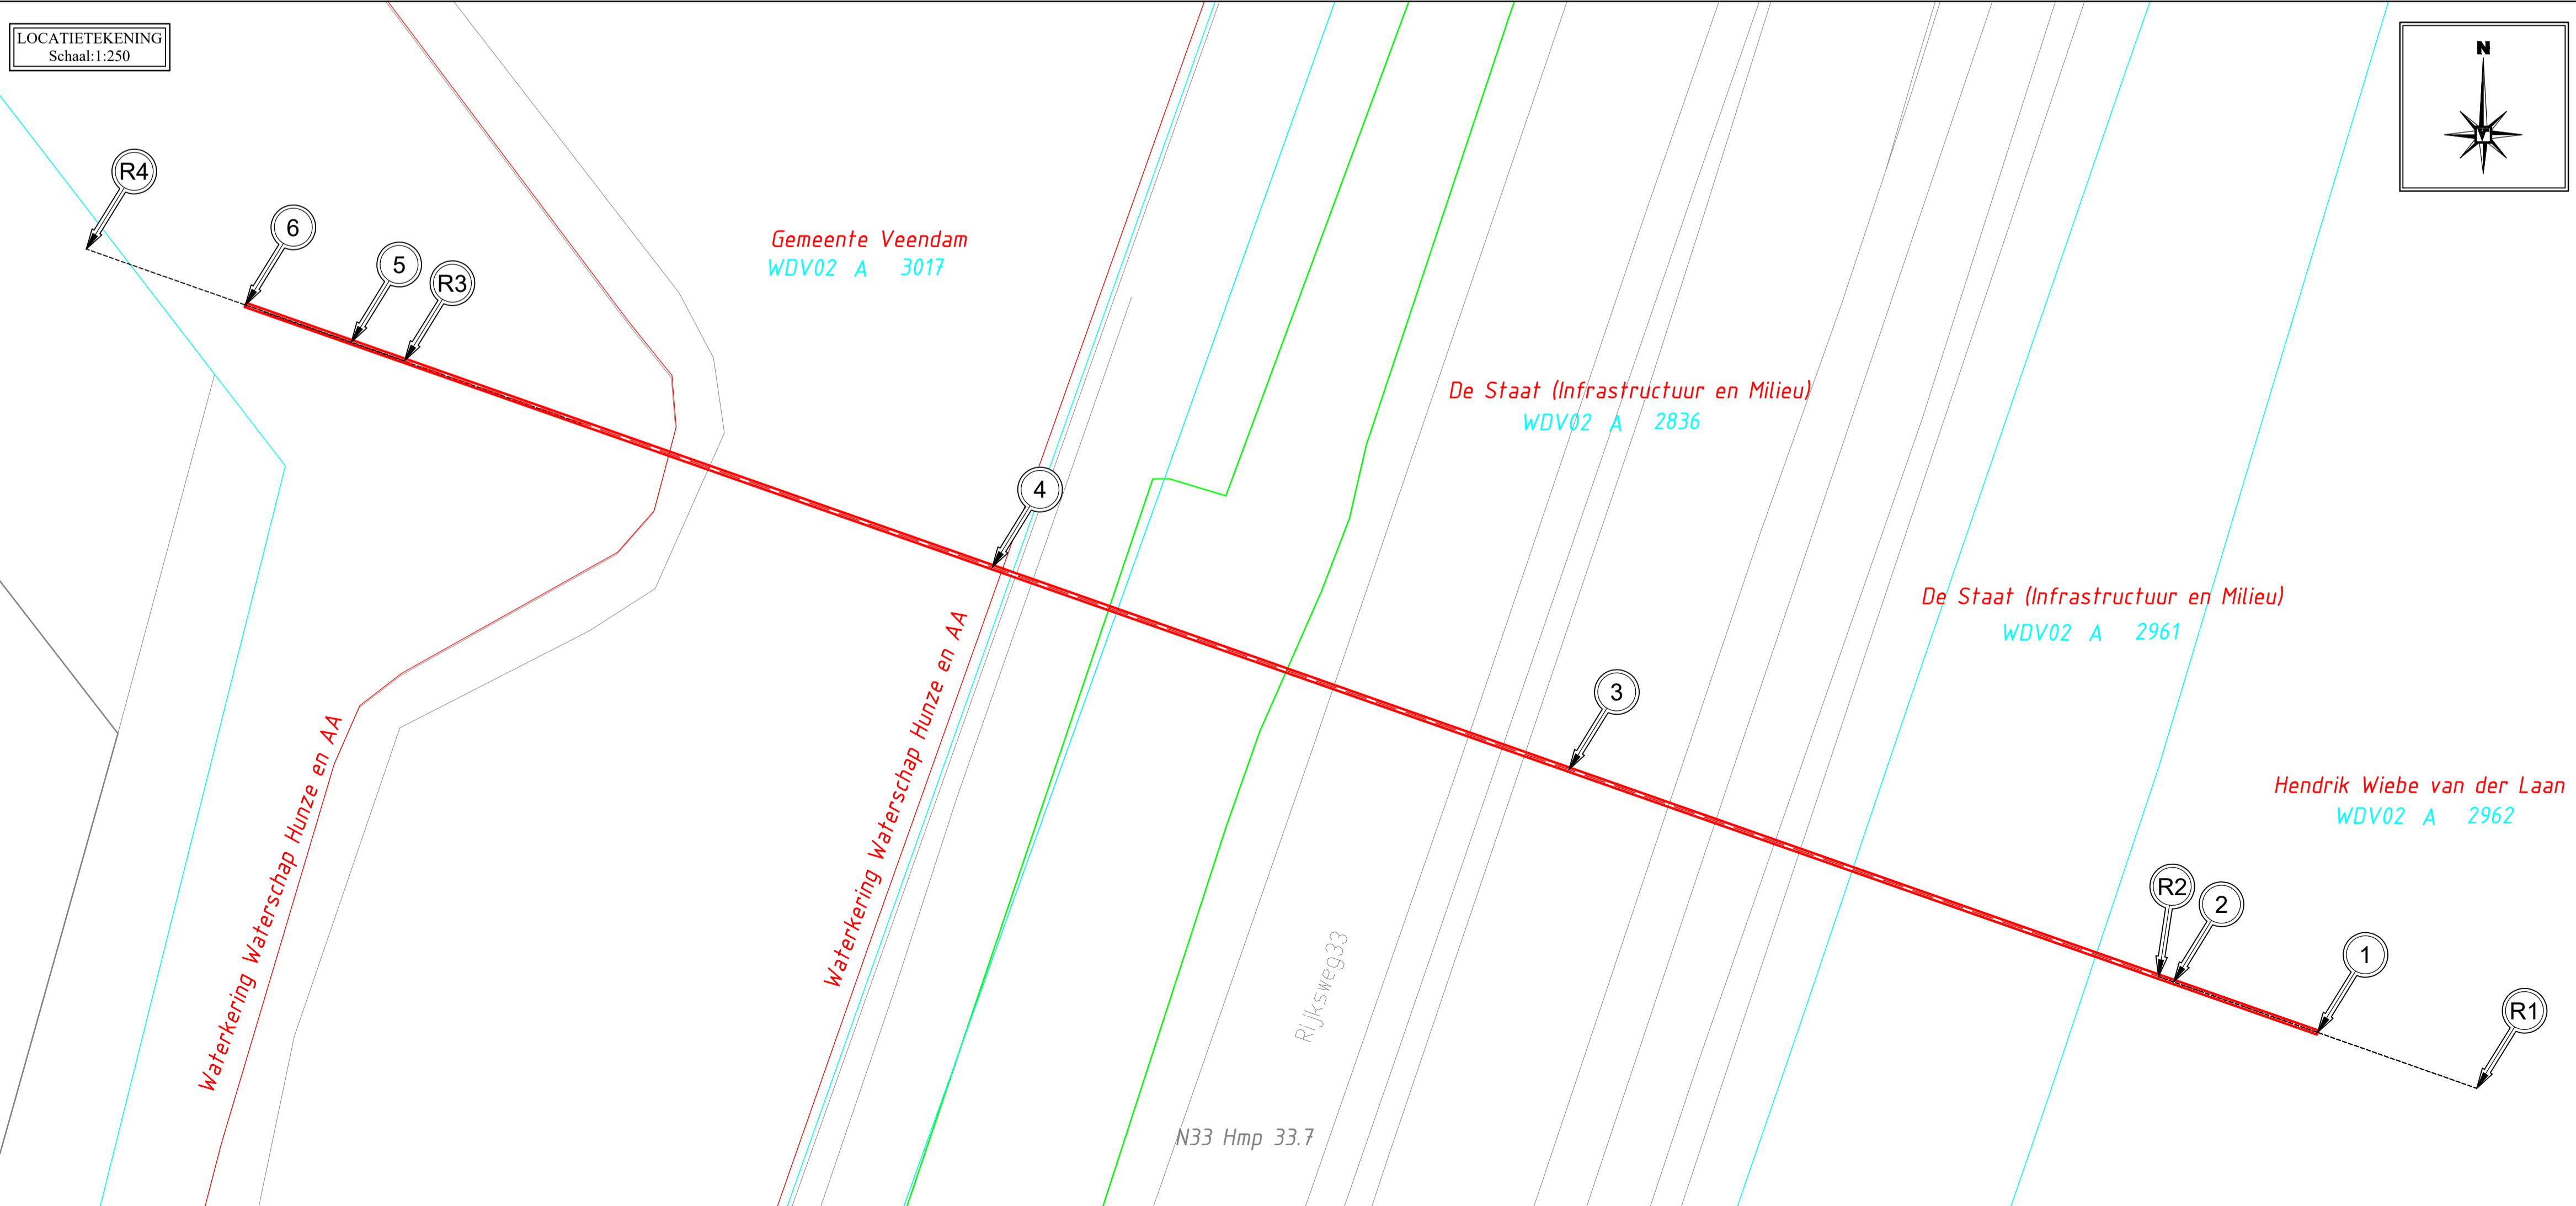 LOCATIETEKENING
Schaal:1:250
N
R4
6
5
R3
Gemeente Veendam
WDV02 A 3017
4
De Staat (Infrastructuur en Milieu)
WDV02 A 2836
De Staat (Infrastructuur en Milieu)
WDV02 A 2961
3
Hendrik Wiebe van der Laan
WDV02 A 2962
R2
2
1
R1
Waterkering Waterschap Hunze en AA
Waterkering Waterschap Hunze en AA
Rijksweg33
N33 Hmp 33.7